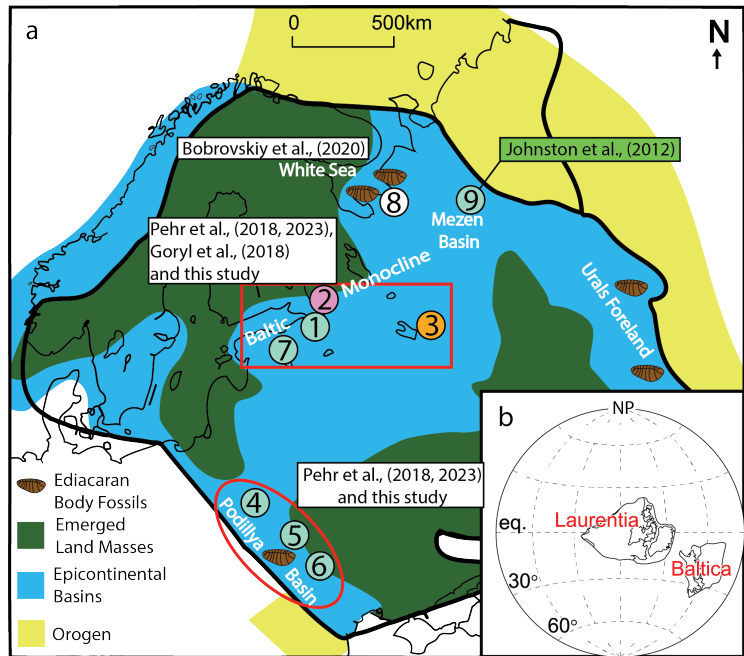 a
0 500km
N
Bobrovskiy et al., (2020)
White Sea
Johnston et al., (2012)
8
9
Mezen
Basin
Pehr et al., (2018, 2023),
Goryl et al., (2018)
and this study
Baltic Monocline
2
1
3
7
Urals Foreland
Pehr et al., (2018, 2023)
and this study
4
5
6
Podillya Basin
Ediacaran
Body Fossils
Emerged
Land Masses
Epicontinental
Basins
Orogen
b
NP
eq.
Laurentia
Baltica
30°
60°